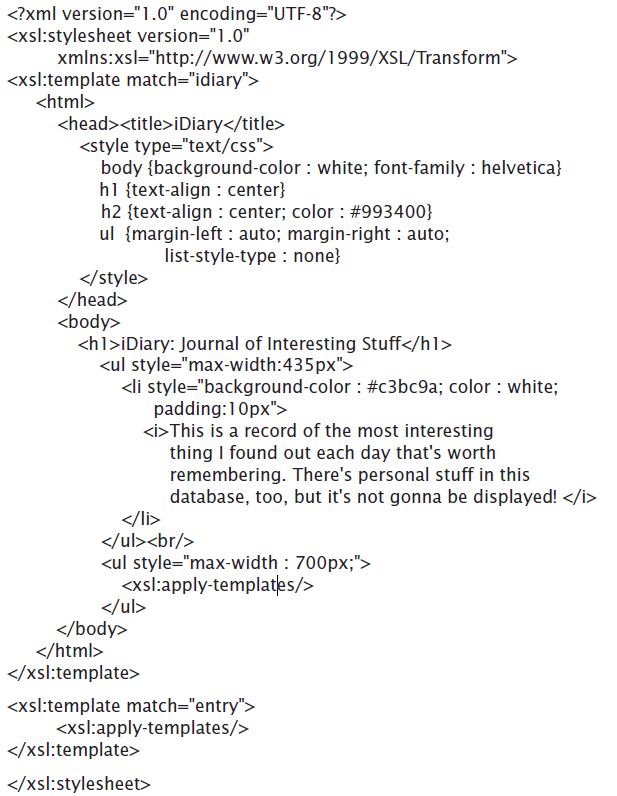 <?xml version="1.0" encoding="UTF-8"?>
<xsl:stylesheet version="1.0"
xmlns:xsl="http://www.w3.org/1999/XSL/Transform">
<xsl:template match="idiary">
<html>
<head><title>iDiary</title>
<style type="text/css">
body {background-color : white; font-family : helvetica}
h1 {text-align : center}
h2 {text-align : center; color : #993400}
ul  {margin-left : auto; margin-right : auto;
list-style-type : none}
</style>
</head>
<body>
<h1>iDiary: Journal of Interesting Stuff</h1>
<ul style="max-width:435px">
<li style="background-color : #c3bc9a; color : white;
padding:10px">
<i>This is a record of the most interesting
thing I found out each day that's worth
remembering. There's personal stuff in this
database, too, but it's not gonna be displayed! </i>
</li>
</ul><br/>
<ul style="max-width : 700px;">
<xsl:apply-templates/>
</ul>
</body>
</html>
</xsl:template>
<xsl:template match="entry">
<xsl:apply-templates/>
</xsl:template>
</xsl:stylesheet>